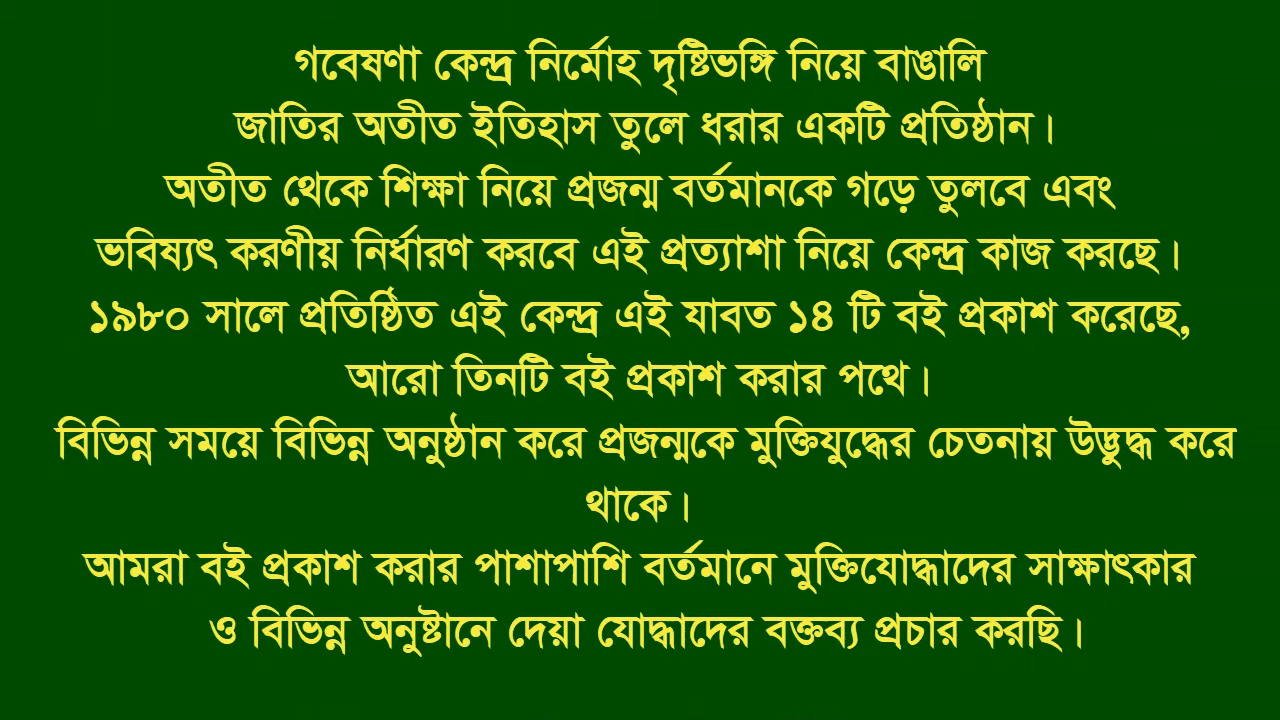 গবেষণা কেন্দ্র নির্মোহ দৃষ্টিভঙ্গি নিয়ে বাঙালি
জাতির অতীত ইতিহাস তুলে ধরার একটি প্রতিষ্ঠান।
অতীত থেকে শিক্ষা নিয়ে প্রজন্ম বর্তমানকে গড়ে তুলবে এবং
ভবিষ্যৎ করণীয় নির্ধারণ করবে এই প্রত্যাশা নিয়ে কেন্দ্র কাজ করছে।
১৯৮০ সালে প্রতিষ্ঠিত এই কেন্দ্র এই যাবত ১৪ টি বই প্রকাশ করেছে,
আরো তিনটি বই প্রকাশ করার পথে।
বিভিন্ন সময়ে বিভিন্ন অনুষ্ঠান করে প্রজন্মকে মুক্তিযুদ্ধের চেতনায় উদ্ভুদ্ধ করে
থাকে।
আমরা বই প্রকাশ করার পাশাপাশি বর্তমানে মুক্তিযোদ্ধাদের সাক্ষাৎকার
ও বিভিন্ন অনুষ্টানে দেয়া যোদ্ধাদের বক্তব্য প্রচার করছি।